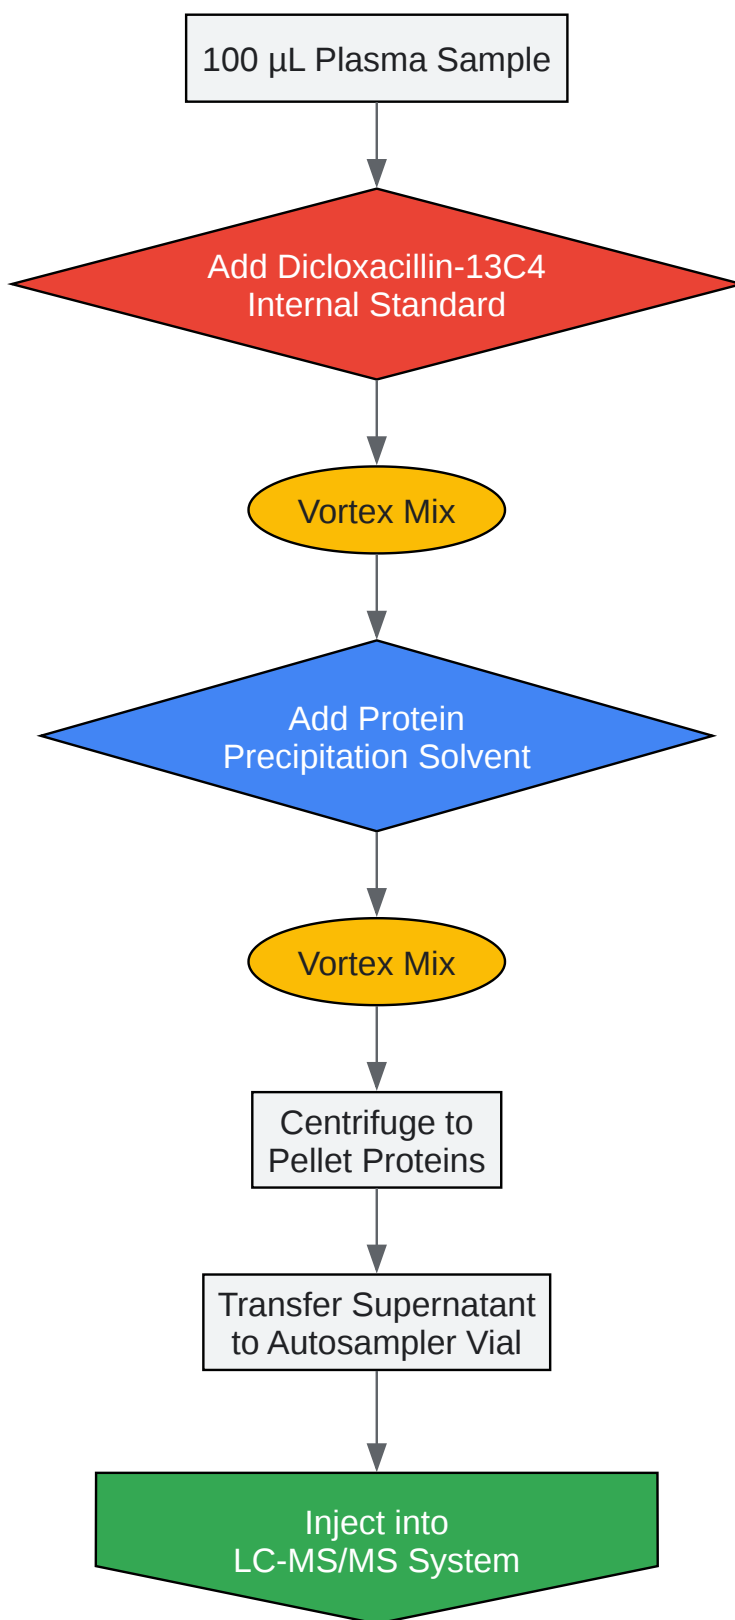 100 µL Plasma Sample
Add Dicloxacillin-13C4
Internal Standard
Vortex Mix
Add Protein
Precipitation Solvent
Vortex Mix
Centrifuge to
Pellet Proteins
Transfer Supernatant
to Autosampler Vial
Inject into
LC-MS/MS System